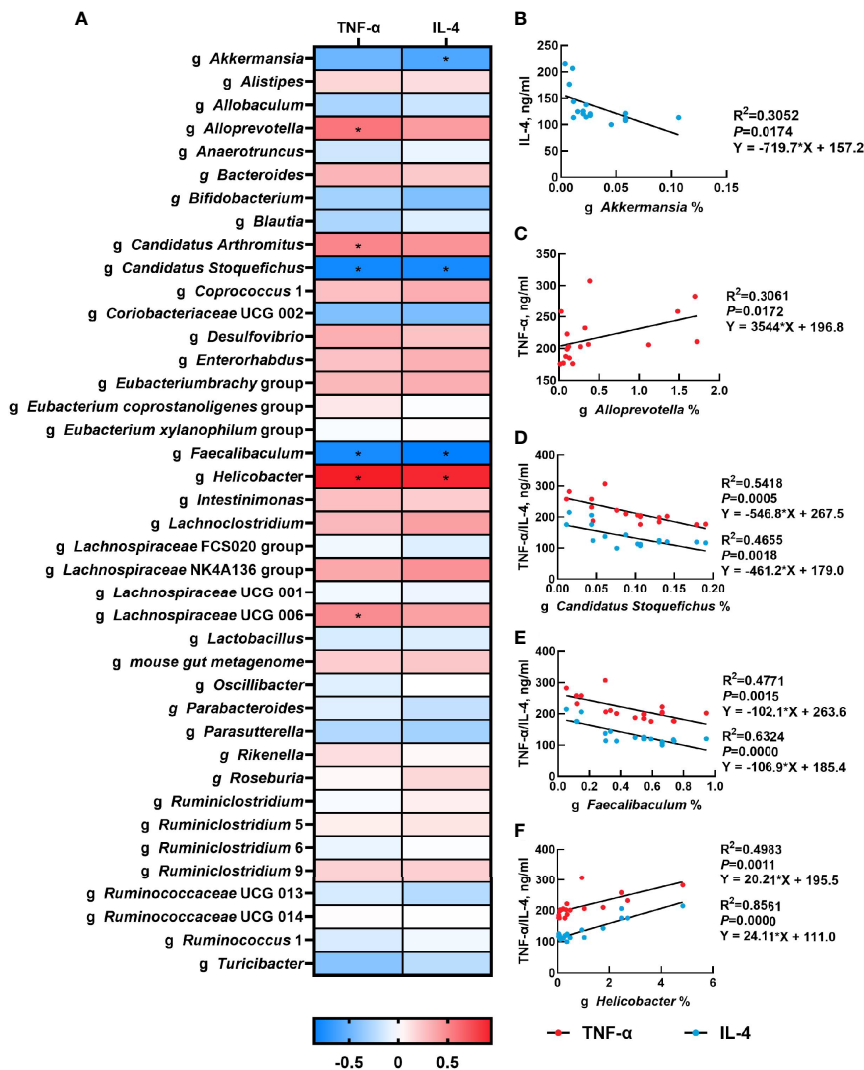 A
TNF-α IL-4
g Akkermansia * 
g Alistipes
g Allobaculum
g Alloprevotella *
g Anaerotruncus
g Bacteroides
g Bifidobacterium
g Blautia
g Candidatus Arthromitus *
g Candidatus Stoquefichus * *
g Coprococcus 1
g Coriobacteriaceae UCG 002
g Desulfovibrio
g Enterorhabdus
g Eubacteriumbrachy group
g Eubacterium coprostanoligenes group
g Eubacterium xylanophilum group
g Faecalibaculum * *
g Helicobacter * *
g Intestinimonas
g Lachnoclostridium
g Lachnospiraceae FCS020 group
g Lachnospiraceae NK4A136 group
g Lachnospiraceae UCG 001
g Lachnospiraceae UCG 006 *
g Lactobacillus
g mouse gut metagenome
g Oscillibacter
g Parabacteroides
g Parasutterella
g Rikenella
g Roseburia
g Ruminiclostridium
g Ruminiclostridium 5
g Ruminiclostridium 6
g Ruminiclostridium 9
g Ruminococcaceae UCG 013
g Ruminococcaceae UCG 014
g Ruminococcus 1
g Turicibacter
-0.5 0 0.5
B
IL-4, ng/ml
250
200
150
100
50
0
0.00 0.05 0.10 0.15
g Akkermansia %
R²=0.3052
P=0.0174
Y = -719.7*X + 157.2
C
TNF-α, ng/ml
350
300
250
200
150
0.0 0.5 1.0 1.5 2.0
g Alloprevotella %
R²=0.3061
P=0.0172
Y = 3544*X + 196.8
D
TNF-α/IL-4, ng/ml
400
300
200
100
0
0.00 0.05 0.10 0.15 0.20
g Candidatus Stoquefichus %
R²=0.5418
P=0.0005
Y = -546.8*X + 267.5
R²=0.4655
P=0.0018
Y = -461.2*X + 179.0
E
TNF-α/IL-4, ng/ml
400
300
200
100
0
0.0 0.2 0.4 0.6 0.8 1.0
g Faecalibaculum %
R²=0.4771
P=0.0015
Y = -102.1*X + 263.6
R²=0.6324
P=0.0000
Y = -106.9*X + 185.4
F
TNF-α/IL-4, ng/ml
400
300
200
100
0
0 2 4 6
g Helicobacter %
R²=0.4983
P=0.0011
Y = 20.21*X + 195.5
R²=0.8561
P=0.0000
Y = 24.11*X + 111.0
TNF-α IL-4